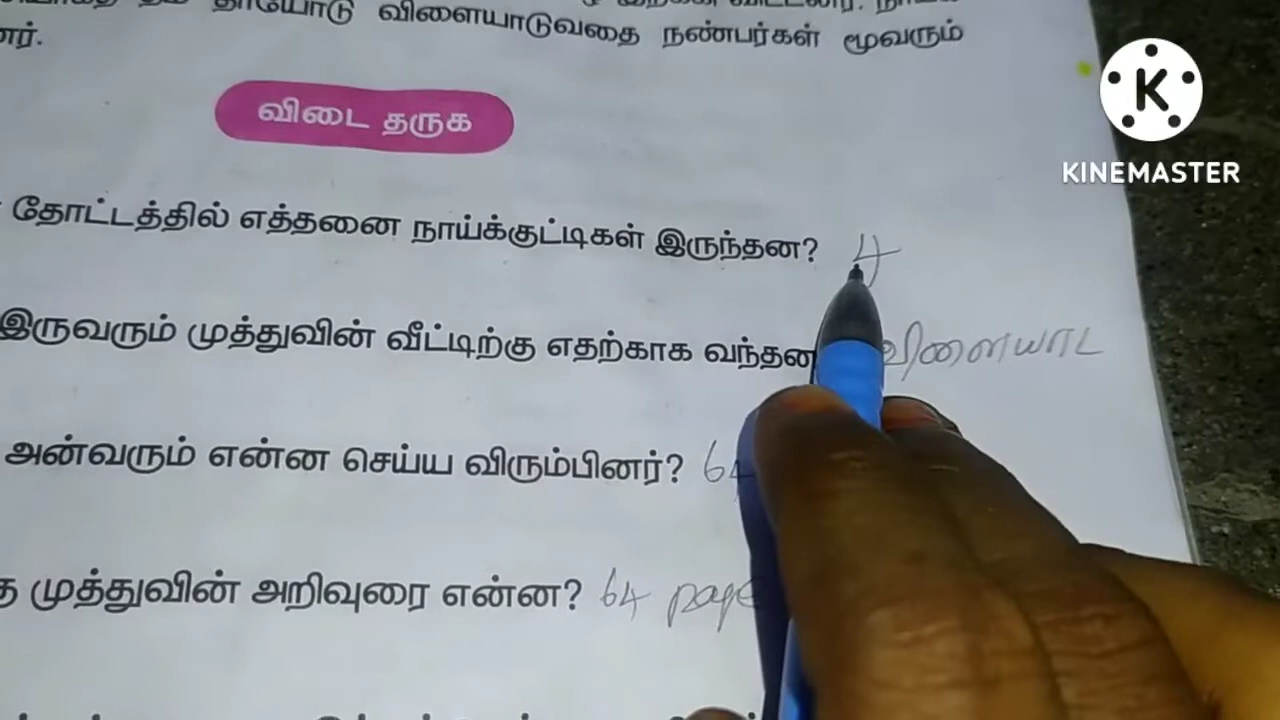 விளையாடுவதை நண்பர்கள் மூவரும்
னர்.
விடை தருக
தோட்டத்தில் எத்தனை நாய்க்குட்டிகள் இருந்தன? 4
இருவரும் முத்துவின் வீட்டிற்கு எதற்காக வந்தன விளையாட
அன்வரும் என்ன செய்ய விரும்பினர்? 64
முத்துவின் அறிவுரை என்ன? 64 page
K
KINEMASTER